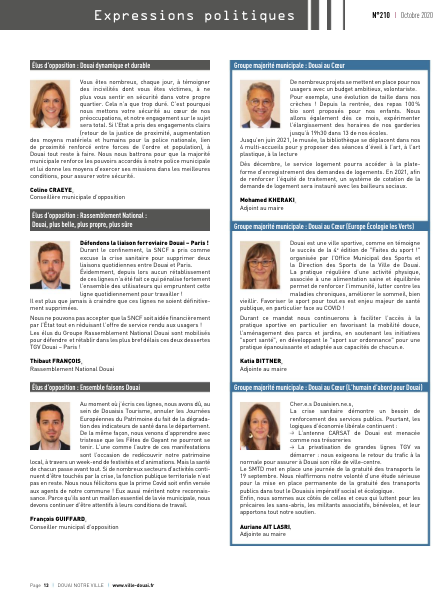 Expressions politiques
N°210 | Octobre 2020
Élus d'opposition : Douai dynamique et durable
Vous êtes nombreux, chaque jour, à témoigner
des incivilités dont vous êtes victimes, à ne
plus vous sentir en sécurité dans votre propre
quartier. Cela n'a que trop duré. C'est pourquoi
nous mettons votre sécurité au cœur de nos
préoccupations, et notre engagement sur le sujet
sera total. Si l'État a pris des engagements clairs
(retour de la justice de proximité, augmentation
des moyens matériels et humains pour la police nationale, lien
de proximité renforcé entre forces de l'ordre et population), à
Douai tout reste à faire. Nous nous battrons pour que la majorité
municipale renforce les pouvoirs accordés à notre police municipale
et lui donne les moyens d'exercer ses missions dans les meilleures
conditions, pour assurer votre sécurité.
Coline CRAEYE,
Conseillère municipale d'opposition
Élus d'opposition : Rassemblement National :
Douai, plus belle, plus propre, plus sûre
Défendons la liaison ferroviaire Douai – Paris !
Durant le confinement, la SNCF a pris comme
excuse la crise sanitaire pour supprimer deux
liaisons quotidiennes entre Douai et Paris.
Évidemment, depuis lors aucun rétablissement
de ces lignes n'a été fait ce qui pénalise fortement
l'ensemble des utilisateurs qui empruntent cette
ligne quotidiennement pour travailler !
Il est plus que jamais à craindre que ces lignes ne soient définitive-
ment supprimées.
Nous ne pouvons pas accepter que la SNCF soit aidée financièrement
par l'État tout en réduisant l'offre de service rendu aux usagers !
Les élus du Groupe Rassemblement National Douai sont mobilisés
pour défendre et rétablir dans les plus bref délais ces deux dessertes
TGV Douai – Paris !
Thibaut FRANÇOIS,
Rassemblement National Douai
Élus d'opposition : Ensemble faisons Douai
Au moment où j'écris ces lignes, nous avons dû, au
sein de Douaisis Tourisme, annuler les Journées
Européennes du Patrimoine du fait de la dégrada-
tion des indicateurs de santé dans le département.
De la même façon, nous venons d'apprendre avec
tristesse que les Fêtes de Gayant ne pourront se
tenir. L'une comme l'autre de ces manifestations
sont l'occasion de redécouvrir notre patrimoine
local, à travers un week-end de festivités et d'animations. Mais la santé
de chacun passe avant tout. Si de nombreux secteurs d'activités conti-
nuent d'être touchés par la crise, la fonction publique territoriale n'est
pas en reste. Nous nous félicitons que la prime Covid soit enfin versée
aux agents de notre commune ! Eux aussi méritent notre reconnais-
sance. Parce qu'ils sont un maillon essentiel de la vie municipale, nous
devons continuer d'être attentifs à leurs conditions de travail.
François GUIFFARD,
Conseiller municipal d'opposition
Groupe majorité municipale : Douai au Cœur
De nombreux projets se mettent en place pour nos
usagers avec un budget ambitieux, volontariste.
Pour exemple, une évolution de taille dans nos
crèches ! Depuis la rentrée, des repas 100%
bio sont proposés pour nos enfants. Nous
allons également dès ce mois, expérimenter
l'élargissement des horaires de nos garderies
jusqu'à 19h30 dans 13 de nos écoles.
Jusqu'en juin 2021, le musée, la bibliothèque se déplacent dans nos
4 multi-accueils pour y proposer des séances d'éveil à l'art, à l'art
plastique, à la lecture
Dès décembre, le service logement pourra accéder à la plate-
forme d'enregistrement des demandes de logements. En 2021, afin
de renforcer l'équité de traitement, un système de cotation de la
demande de logement sera instauré avec les bailleurs sociaux.
Mohamed KHERAKI,
Adjoint au maire
Groupe majorité municipale : Douai au Cœur (Europe Écologie les Verts)
Douai est une ville sportive, comme en témoigne
le succès de la 4e édition de "Faites du sport !"
organisée par l'Office Municipal des Sports et
la Direction des Sports de la Ville de Douai.
La pratique régulière d'une activité physique,
associée à une alimentation saine et équilibrée
permet de renforcer l'immunité, lutter contre les
maladies chroniques, améliorer le sommeil, bien
vieillir. Favoriser le sport pour tout.es est un enjeu majeur de santé
publique, en particulier face au COVID !
Durant ce mandat nous continuerons à faciliter l'accès à la
pratique sportive en particulier en favorisant la mobilité douce,
l'aménagement des parcs et jardins, en soutenant les initiatives
"sport santé", en développant le "sport sur ordonnance" pour une
pratique épanouissante et adaptée aux capacités de chacun.e.
Katia BITTNER,
Adjointe au maire
Groupe majorité municipale : Douai au Cœur (L'humain d'abord pour Douai)
Cher.e.s Douaisien.ne.s,
La crise sanitaire démontre un besoin de
renforcement des services publics. Pourtant, les
logiques d'économie libérale continuent :
→ L'antenne CARSAT de Douai est menacée
comme nos trésoreries
→ La privatisation de grandes lignes TGV va
démarrer : nous exigeons le retour du trafic à la
normale pour assurer à Douai son rôle de ville-centre.
Le SMTD met en place une journée de la gratuité des transports le
19 septembre. Nous réaffirmons notre volonté d'une étude sérieuse
pour la mise en place permanente de la gratuité des transports
publics dans tout le Douaisis impératif social et écologique.
Enfin, nous sommes aux côtés de celles et ceux qui luttent pour les
précaires les sans-abris, les militants associatifs, bénévoles, et leur
apportons tout notre soutien.
Auriane AIT LASRI,
Adjointe au maire
Page 13 | DOUAI NOTRE VILLE | www.ville-douai.fr